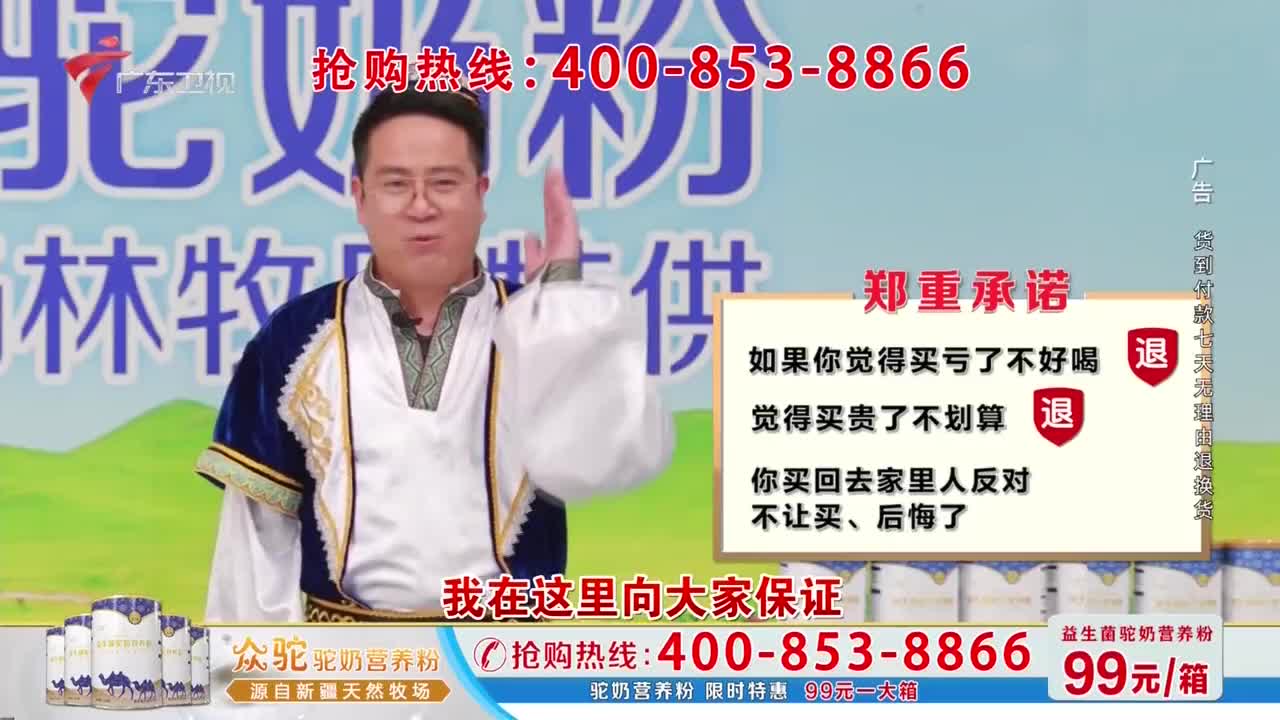 驼奶粉
广东卫视
抢购热线：400-853-8866
林牧
供
广告 货到付款七天无理由退换货
郑重承诺
如果你觉得买亏了不好喝 退
觉得买贵了不划算 退
你买回去家里人反对
不让买、后悔了
我在这里向大家保证
众驼 驼奶营养粉
源自新疆天然牧场
抢购热线：400-853-8866
驼奶营养粉 限时特惠 99元一大箱
益生菌驼奶营养粉
99元/箱